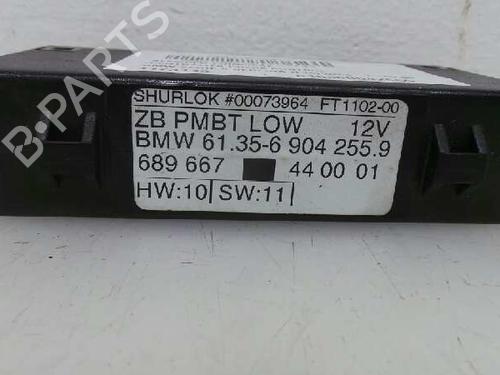 SHURLOK #00073964 FT1102-00
ZB PMBT LOW 12V
BMW 61.35-6 904 255.9
689 667 44 00 01
HW:10 SW:11
B-PARTS